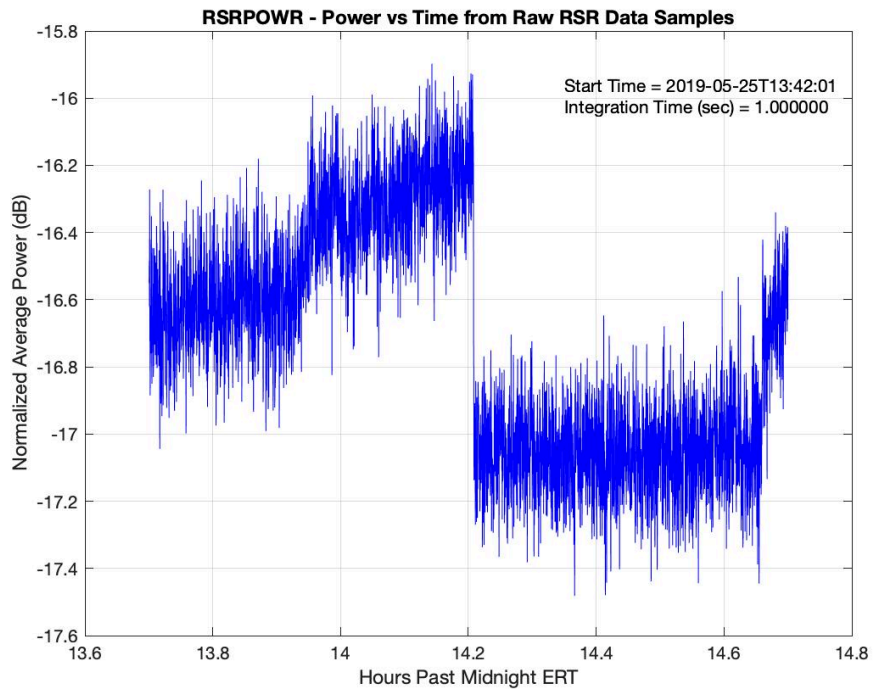 RSRPOWR - Power vs Time from Raw RSR Data Samples
-15.8
-16
-16.2
-16.4
-16.6
-16.8
-17
-17.2
-17.4
-17.6
Normalized Average Power (dB)
Start Time = 2019-05-25T13:42:01
Integration Time (sec) = 1.000000
13.6 13.8 14 14.2 14.4 14.6 14.8
Hours Past Midnight ERT